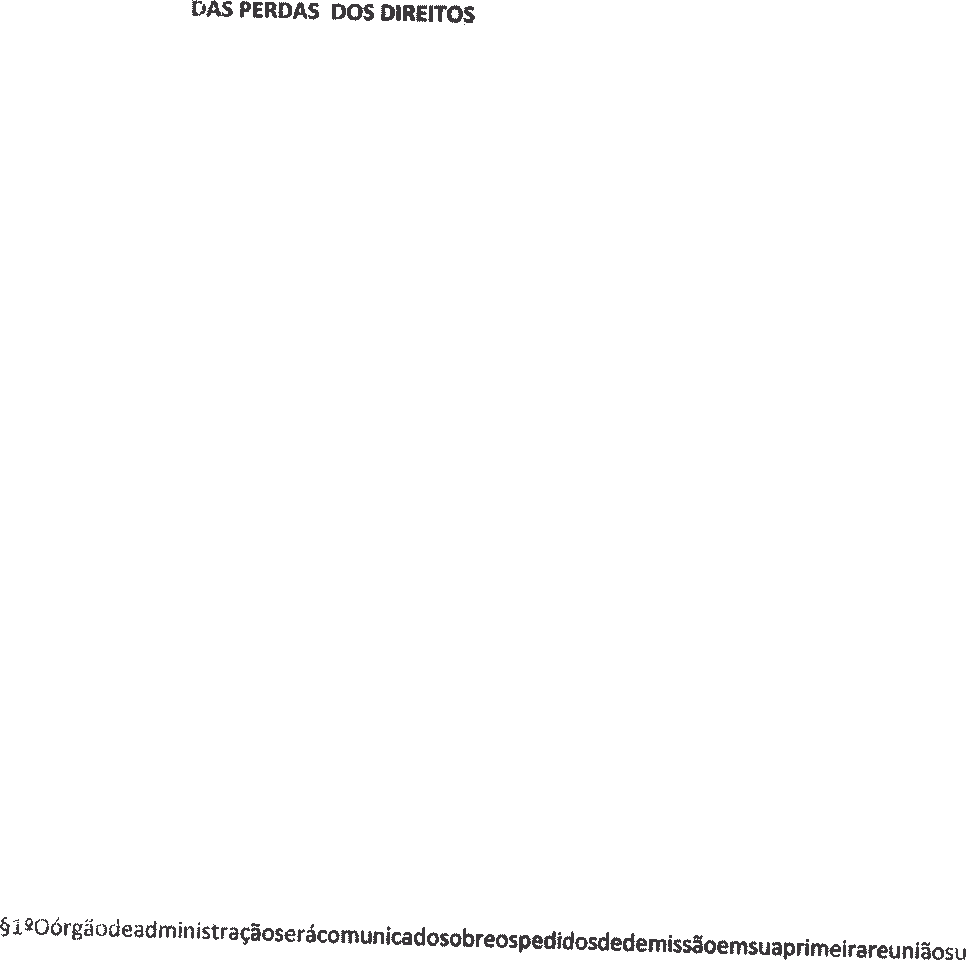 DAS PERDAS DOS DIREITOS
§1ºOórgãodeadministraçãoserácomunicadosobreospedidosdedemissãoemsuaprimeirareuniãosu